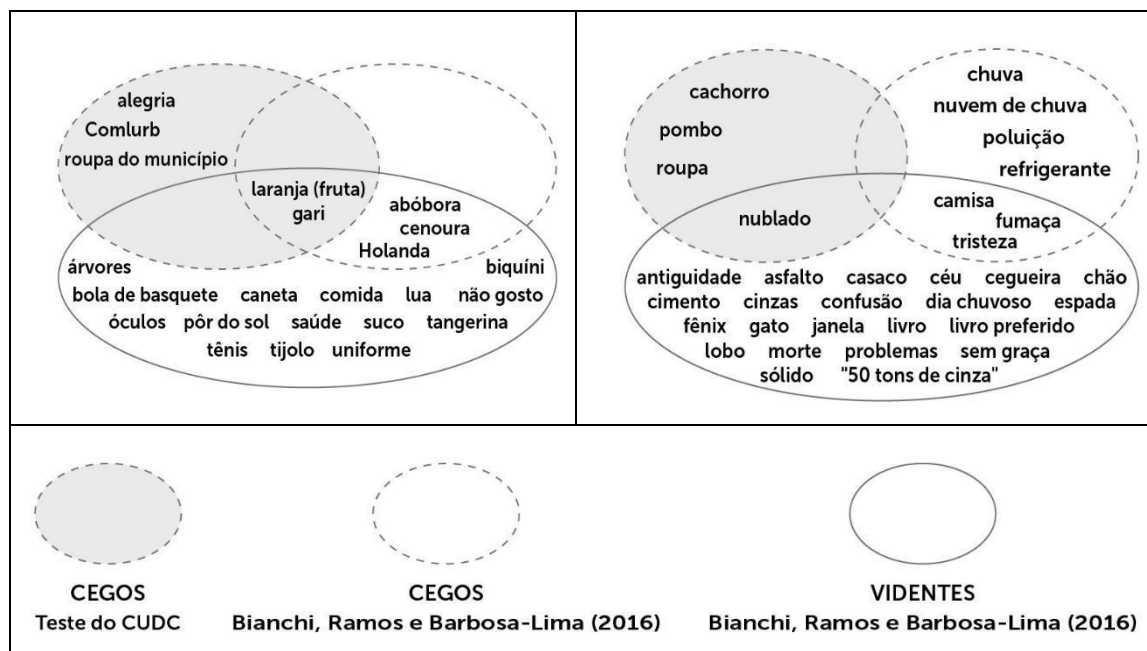 alegria
Comlurb
roupa do município
laranja (fruta)
gari
abóbora
cenoura
Holanda
árvores biquíni
bola de basquete caneta comida lua não gosto
óculos pôr do sol saúde suco tangerina
tênis tijolo uniforme
cachorro
pombo
roupa
nublado
chuva
nuvem de chuva
poluição
refrigerante
camisa
fumaça
tristeza
antiguidade asfalto casaco céu cegueira chão
cimento cinzas confusão dia chuvoso espada
fênix gato janela livro livro preferido
lobo morte problemas sem graça
sólido "50 tons de cinza"
CEGOS
Teste do CUDC
CEGOS
Bianchi, Ramos e Barbosa-Lima (2016)
VIDENTES
Bianchi, Ramos e Barbosa-Lima (2016)